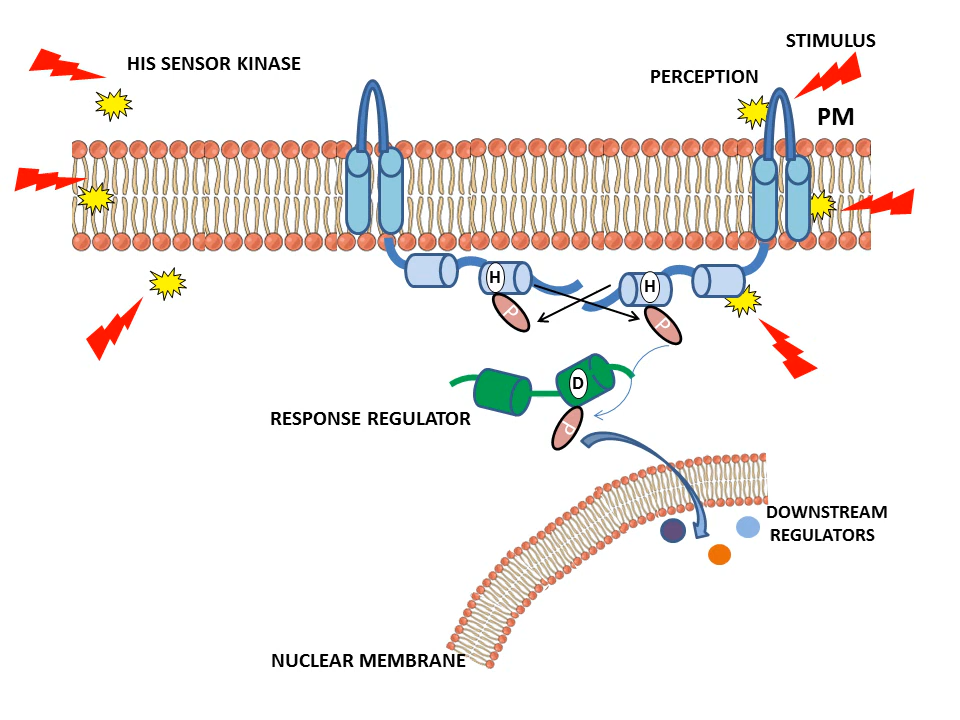 STIMULUS
HIS SENSOR KINASE
PERCEPTION
PM
H
H
P
P
D
RESPONSE REGULATOR
P
DOWNSTREAM
REGULATORS
NUCLEAR MEMBRANE